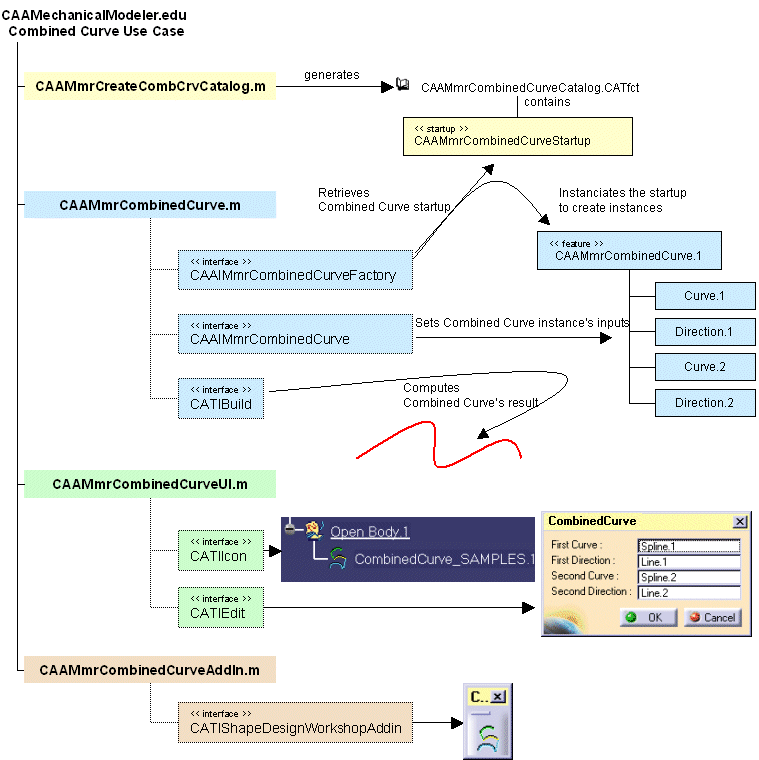 CAAMechanicalModeler.edu
Combined Curve Use Case
CAAMmrCreateCombCrvCatalog.m
generates
CAAMmrCombinedCurveCatalog.CATfct
contains
<< startup >>
CAAMmrCombinedCurveStartup
CAAMmrCombinedCurve.m
Retrieves
Combined Curve startup
Instanciates the startup
to create instances
<< interface >>
CAAIMmrCombinedCurveFactory
<< feature >>
CAAMmrCombinedCurve.1
Curve.1
Direction.1
Curve.2
Direction.2
<< interface >>
CAAIMmrCombinedCurve
Sets Combined Curve instance's inputs
<< interface >>
CATIBuild
Computes
Combined Curve's result
CAAMmrCombinedCurveUI.m
<< interface >>
CATIIcon
Open Body.1
CombinedCurve_SAMPLES.1
<< interface >>
CATIEdit
CombinedCurve
First Curve : Spline.1
First Direction : Line.1
Second Curve : Spline.2
Second Direction : Line.2
OK Cancel
CAAMmrCombinedCurveAddIn.m
<< interface >>
CATIShapeDesignWorkshopAddin
C..